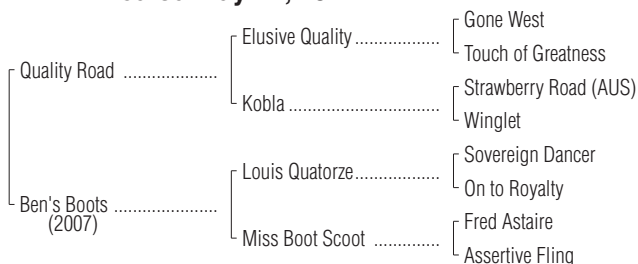 Gone West
Elusive Quality ..................
Touch of Greatness
Quality Road ....................
Strawberry Road (AUS)
Kobla ................................
Winglet
Sovereign Dancer
Louis Quatorze..................
On to Royalty
Ben's Boots ......................
(2007)
Fred Astaire
Miss Boot Scoot ..............
Assertive Fling